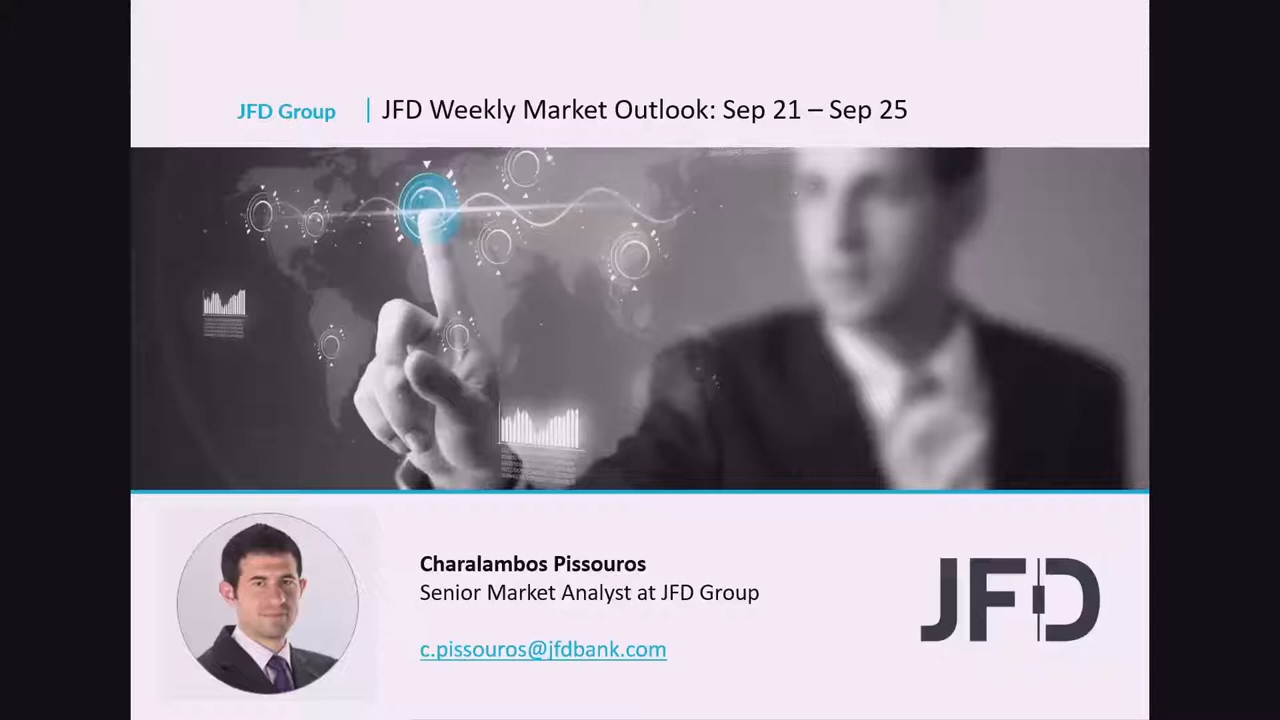 JFD Group | JFD Weekly Market Outlook: Sep 21 – Sep 25
Charalambos Pissouros
Senior Market Analyst at JFD Group
c.pissouros@jfdbank.com
JFD